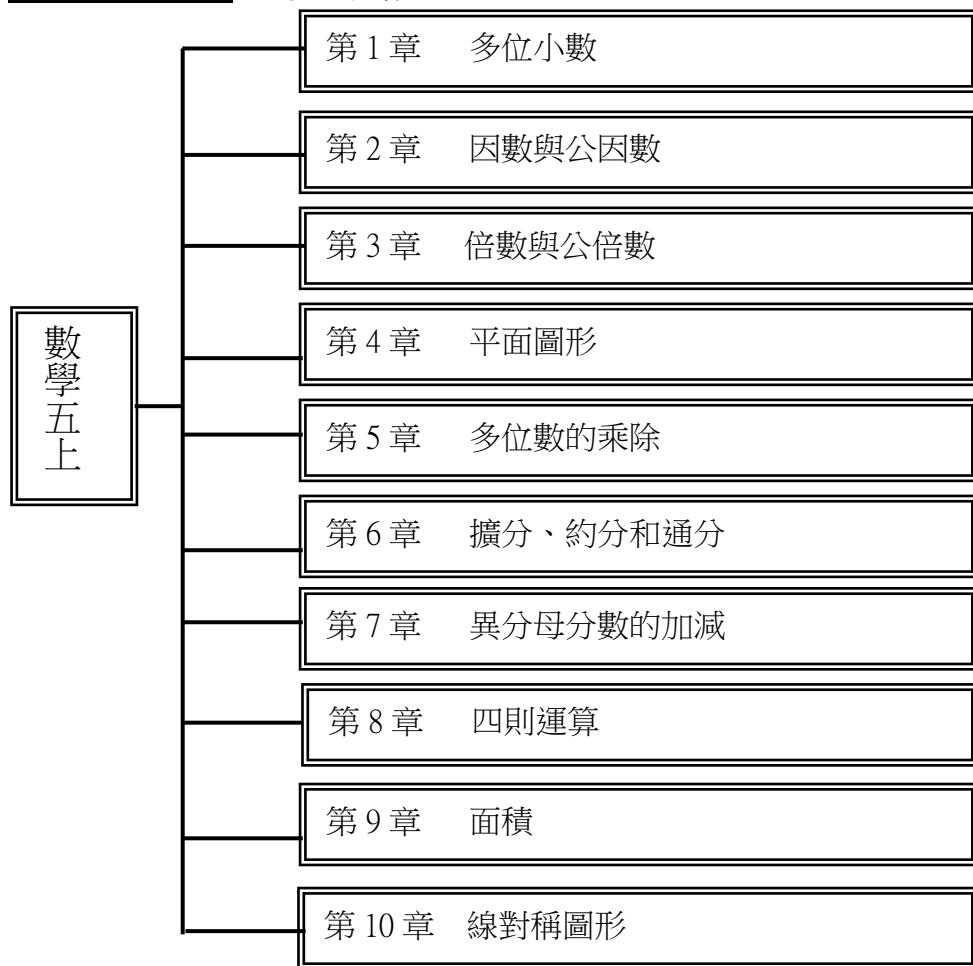 第 1 章 多位小數
第 2 章 因數與公因數
第 3 章 倍數與公倍數
第 4 章 平面圖形
數學五上
第 5 章 多位數的乘除
第 6 章 擴分、約分和通分
第 7 章 異分母分數的加減
第 8 章 四則運算
第 9 章 面積
第 10 章 線對稱圖形